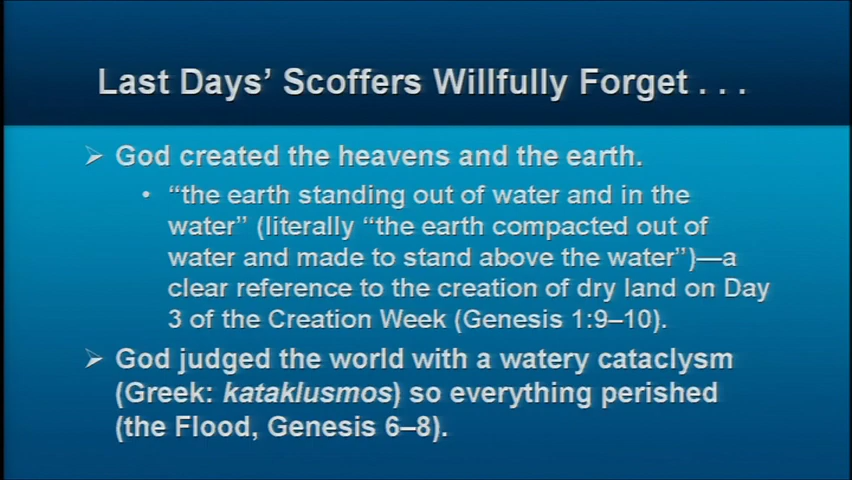 Last Days’ Scoffers Willfully Forget . . .
➢ God created the heavens and the earth.
• “the earth standing out of water and in the
water” (literally “the earth compacted out of
water and made to stand above the water”)—a
clear reference to the creation of dry land on Day
3 of the Creation Week (Genesis 1:9–10).
➢ God judged the world with a watery cataclysm
(Greek: kataklusmos) so everything perished
(the Flood, Genesis 6–8).